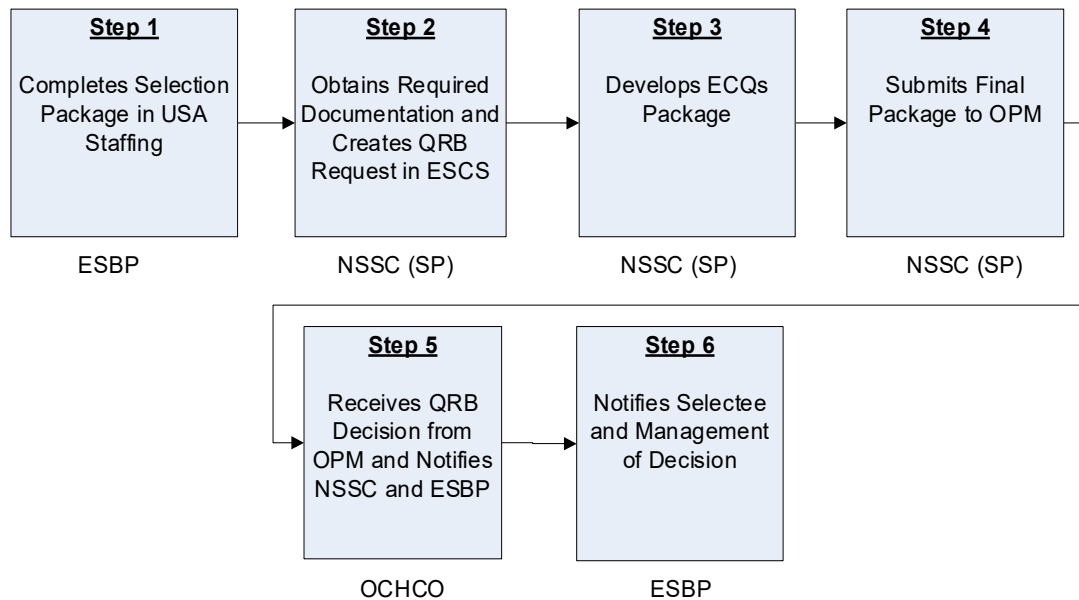 Step 1
Completes Selection
Package in USA
Staffing
ESBP
Step 2
Obtains Required
Documentation and
Creates QRB
Request in ESCS
NSSC (SP)
Step 3
Develops ECQs
Package
NSSC (SP)
Step 4
Submits Final
Package to OPM
NSSC (SP)
Step 5
Receives QRB
Decision from
OPM and Notifies
NSSC and ESBP
OCHCO
Step 6
Notifies Selectee
and Management
of Decision
ESBP